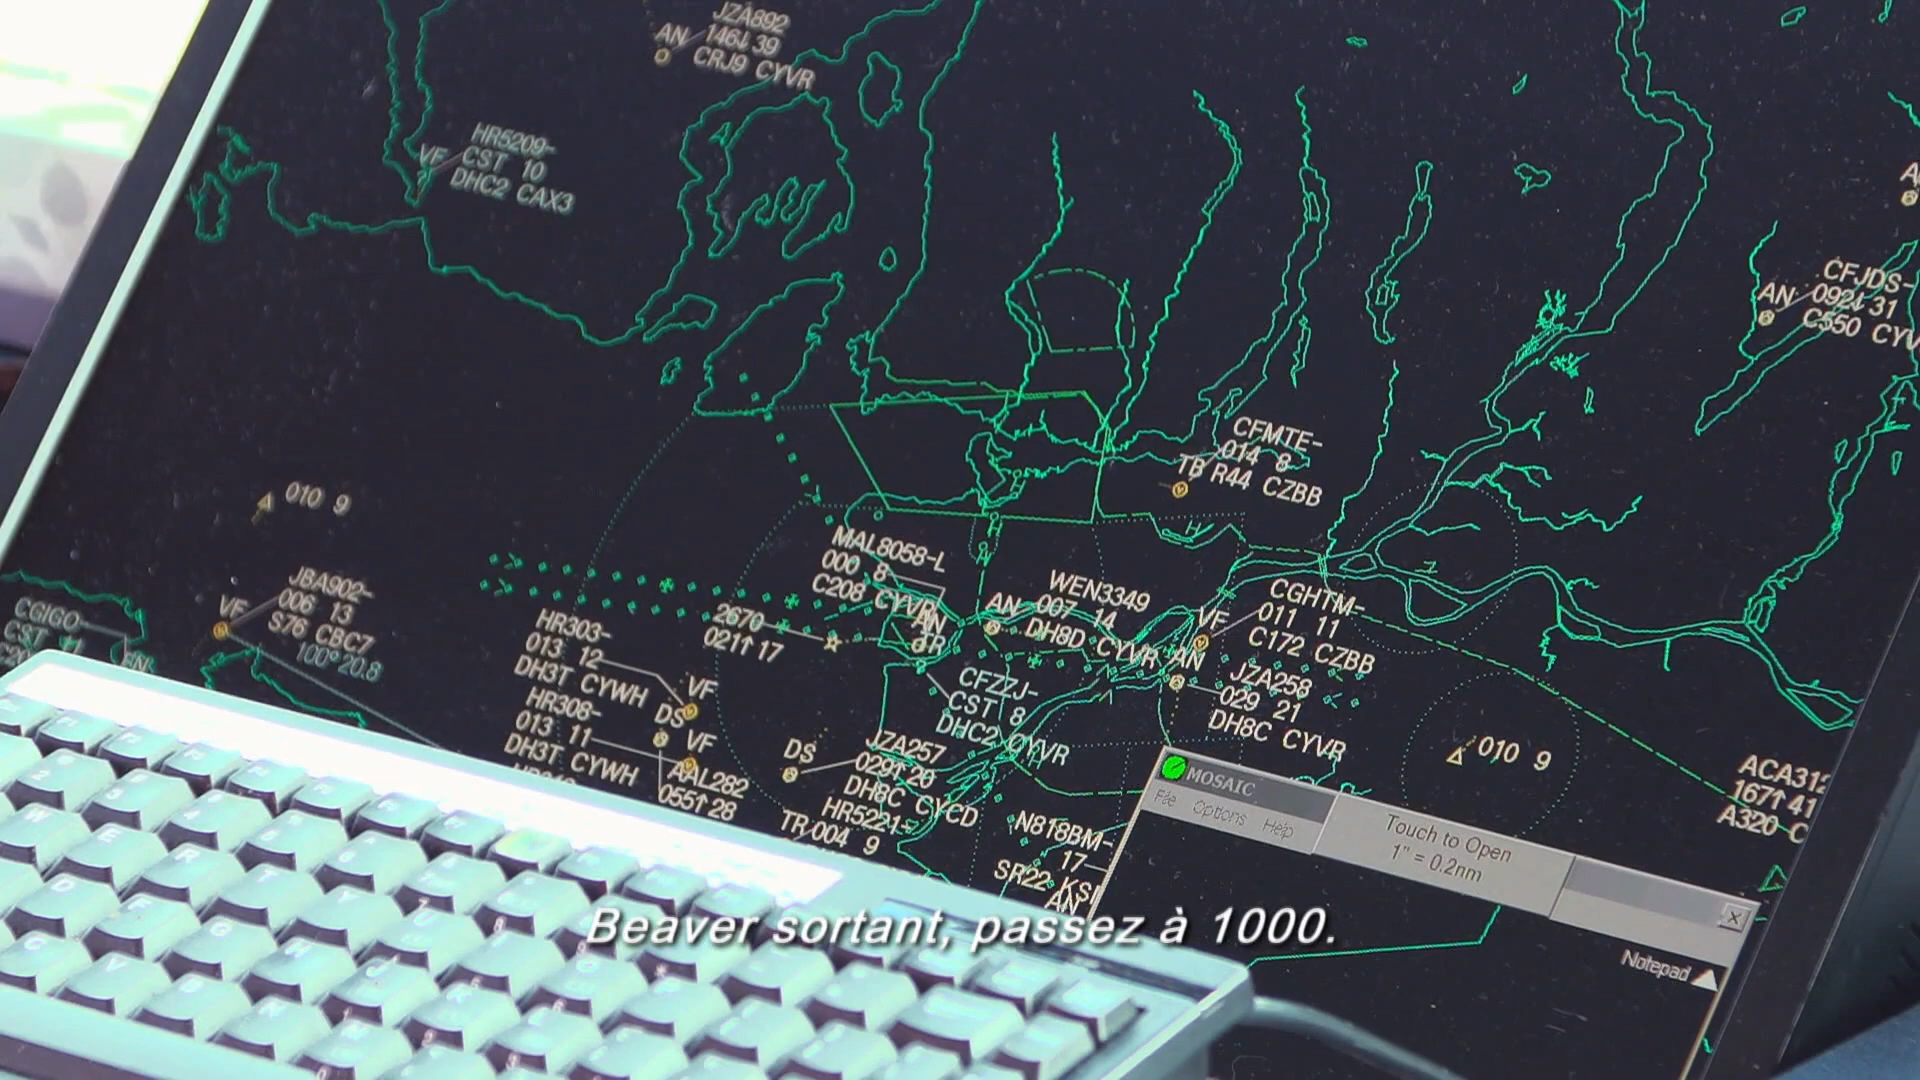 JZA892
AN 146↓ 39
CRJ9 CYVR
HR5209-
VF CST 10
DHC2 CAX3
CFJDS-
AN 092↓ 31
C550
CFMTE-
014 8
TB R44 CZBB
010 9
MAL8058-L
000 8
C208 CYVR
AN
TR
JBA902-
VF 006 13
S76 CBC7
100° 20.8
CGIGO
CST
WEN3349
AN 007 14
DH8D CYVR
CGHTM-
VF 011 11
C172 CZBB
HR303-
013 12
DH3T CYWH
VF
2670
021↑ 17
AN
JZA258
029 21
DH8C CYVR
CFZZJ-
CST 8
DHC2 CYVR
HR308-
013 11
DH3T CYWH
DS
VF
AAL282
055↑ 28
DS
JZA257
029↑ 20
DH8C CYCD
HR5221-
TR 004 9
010 9
ACA312
167↑ 41
A320 C
N818BM-
17
SR22
AN
MOSAIC
File Options Help
Touch to Open
1" = 0.2nm
Notepad
Beaver sortant, passez à 1000.